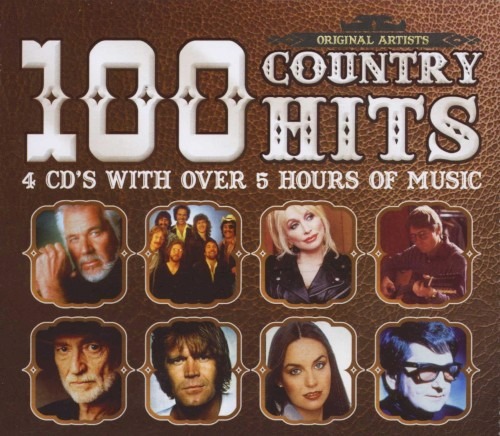 ORIGINAL ARTISTS
100 COUNTRY
HITS
4 CD'S WITH OVER 5 HOURS OF MUSIC